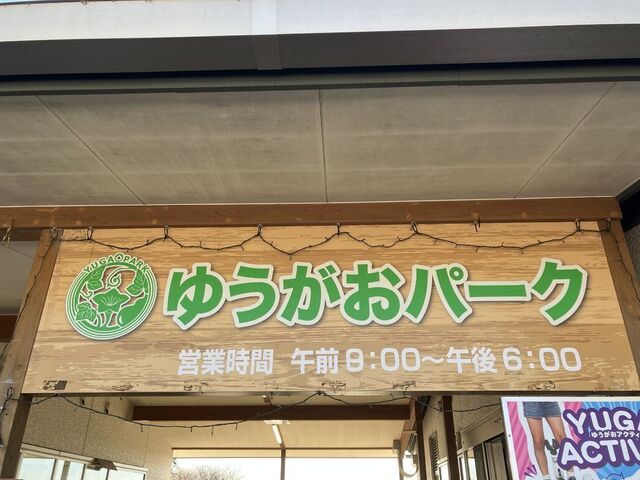 YUGAO PARK
ゆうがおパーク
営業時間 午前9:00〜午後6:00
YUGA
ゆうがおアクティ
ACTIV